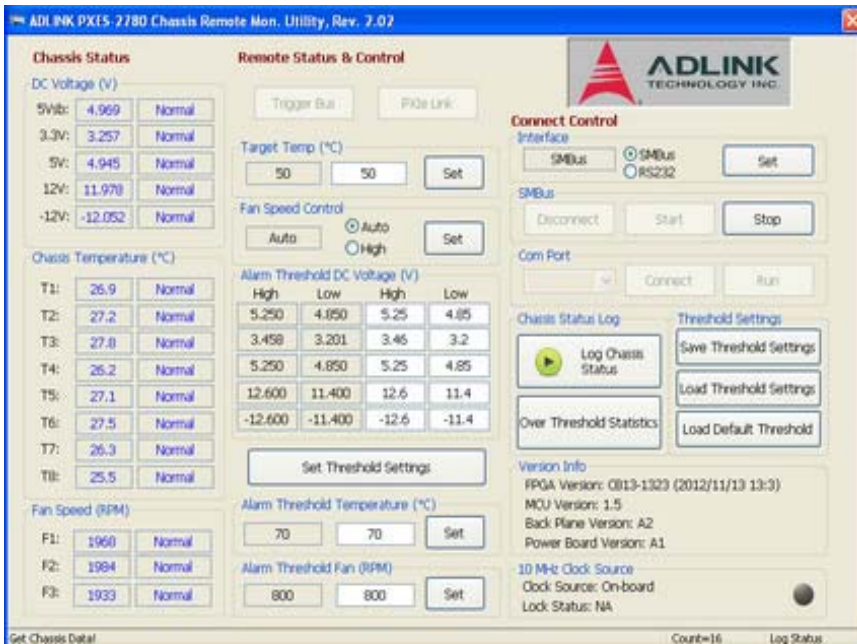 ADLINK PXES-2780 Chassis Remote Mon. Utility, Rev. 2.02
Chassis Status
DC Voltage (V)
5Vsb: 4.969 Normal
3.3V: 3.257 Normal
5V: 4.945 Normal
12V: 11.978 Normal
-12V: -12.052 Normal
Chassis Temperature (°C)
T1: 26.9 Normal
T2: 27.2 Normal
T3: 27.8 Normal
T4: 26.2 Normal
T5: 27.1 Normal
T6: 27.5 Normal
T7: 26.3 Normal
T8: 25.5 Normal
Fan Speed (RPM)
F1: 1960 Normal
F2: 1984 Normal
F3: 1933 Normal
Remote Status & Control
Trigger Bus PXIe Link
Target Temp (°C)
50 50 Set
Fan Speed Control
Auto Auto High Set
Alarm Threshold DC Voltage (V)
High Low High Low
5.250 4.850 5.25 4.85
3.458 3.201 3.46 3.2
5.250 4.850 5.25 4.85
12.600 11.400 12.6 11.4
-12.600 -11.400 -12.6 -11.4
Set Threshold Settings
Alarm Threshold Temperature (°C)
70 70 Set
Alarm Threshold Fan (RPM)
800 800 Set
ADLINK
TECHNOLOGY INC.
Connect Control
Interface
SMBus SMBus RS232 Set
SMBus
Disconnect Start Stop
Com Port
Connect Run
Chassis Status Log
Log Chassis
Status
Over Threshold Statistics
Threshold Settings
Save Threshold Settings
Load Threshold Settings
Load Default Threshold
Version Info
FPGA Version: CB13-1323 (2012/11/13 13:3)
MCU Version: 1.5
Back Plane Version: A2
Power Board Version: A1
10 MHz Clock Source
Clock Source: On-board
Lock Status: NA
Get Chassis Data! Count=16 Log Status